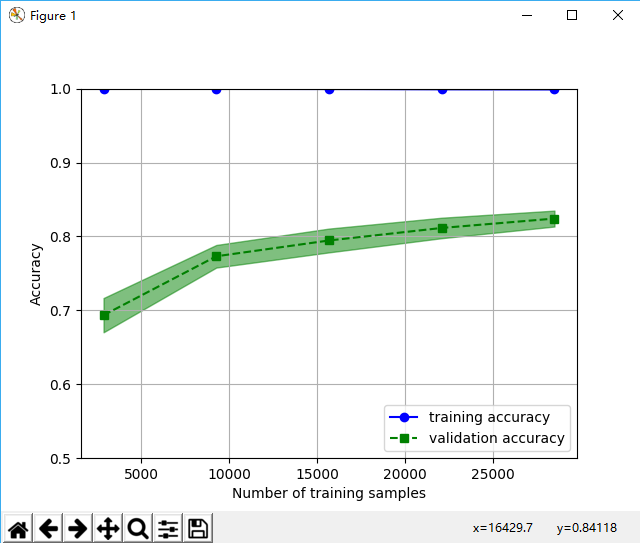 Figure 1
1.0
0.9
0.8
0.7
0.6
0.5
Accuracy
training accuracy
validation accuracy
5000 10000 15000 20000 25000
Number of training samples
x=16429.7 y=0.84118